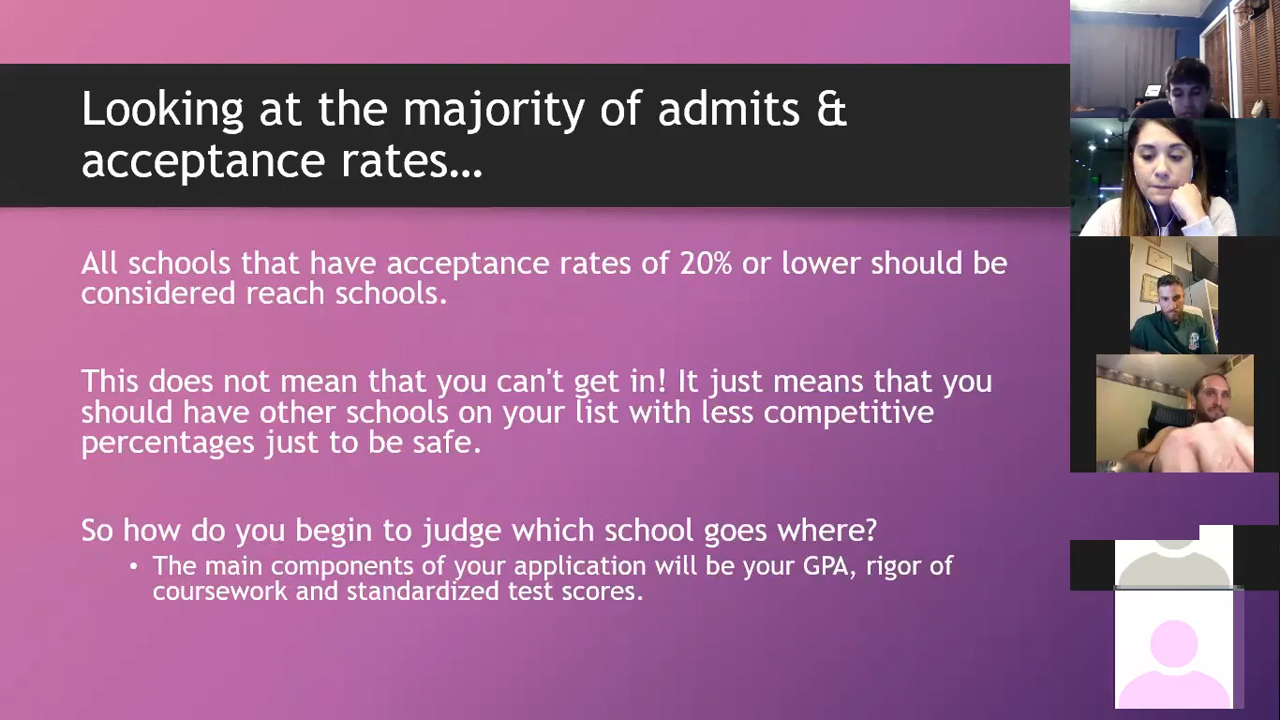 Looking at the majority of admits &
acceptance rates…
All schools that have acceptance rates of 20% or lower should be
considered reach schools.
This does not mean that you can't get in! It just means that you
should have other schools on your list with less competitive
percentages just to be safe.
So how do you begin to judge which school goes where?
• The main components of your application will be your GPA, rigor of
coursework and standardized test scores.